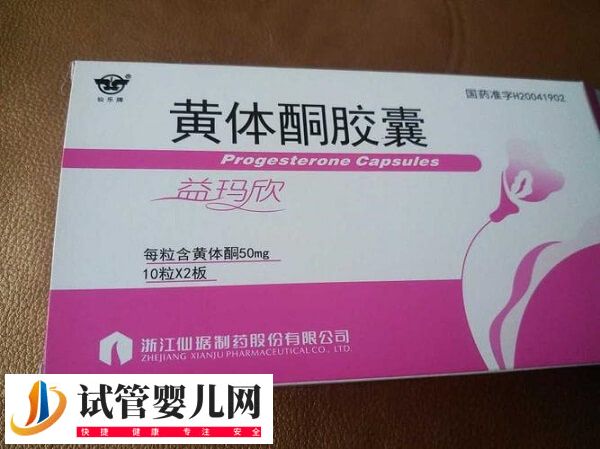 仙乐牌
®
国药准字H20041902
黄体酮胶囊
Progesterone Capsules
益玛欣
每粒含黄体酮50mg
10粒X2板
浙江仙琚制药股份有限公司
ZHEJIANG XIANJU PHARMACEUTICAL CO., LTD.
试管婴儿网
快捷 健康 专注 安全